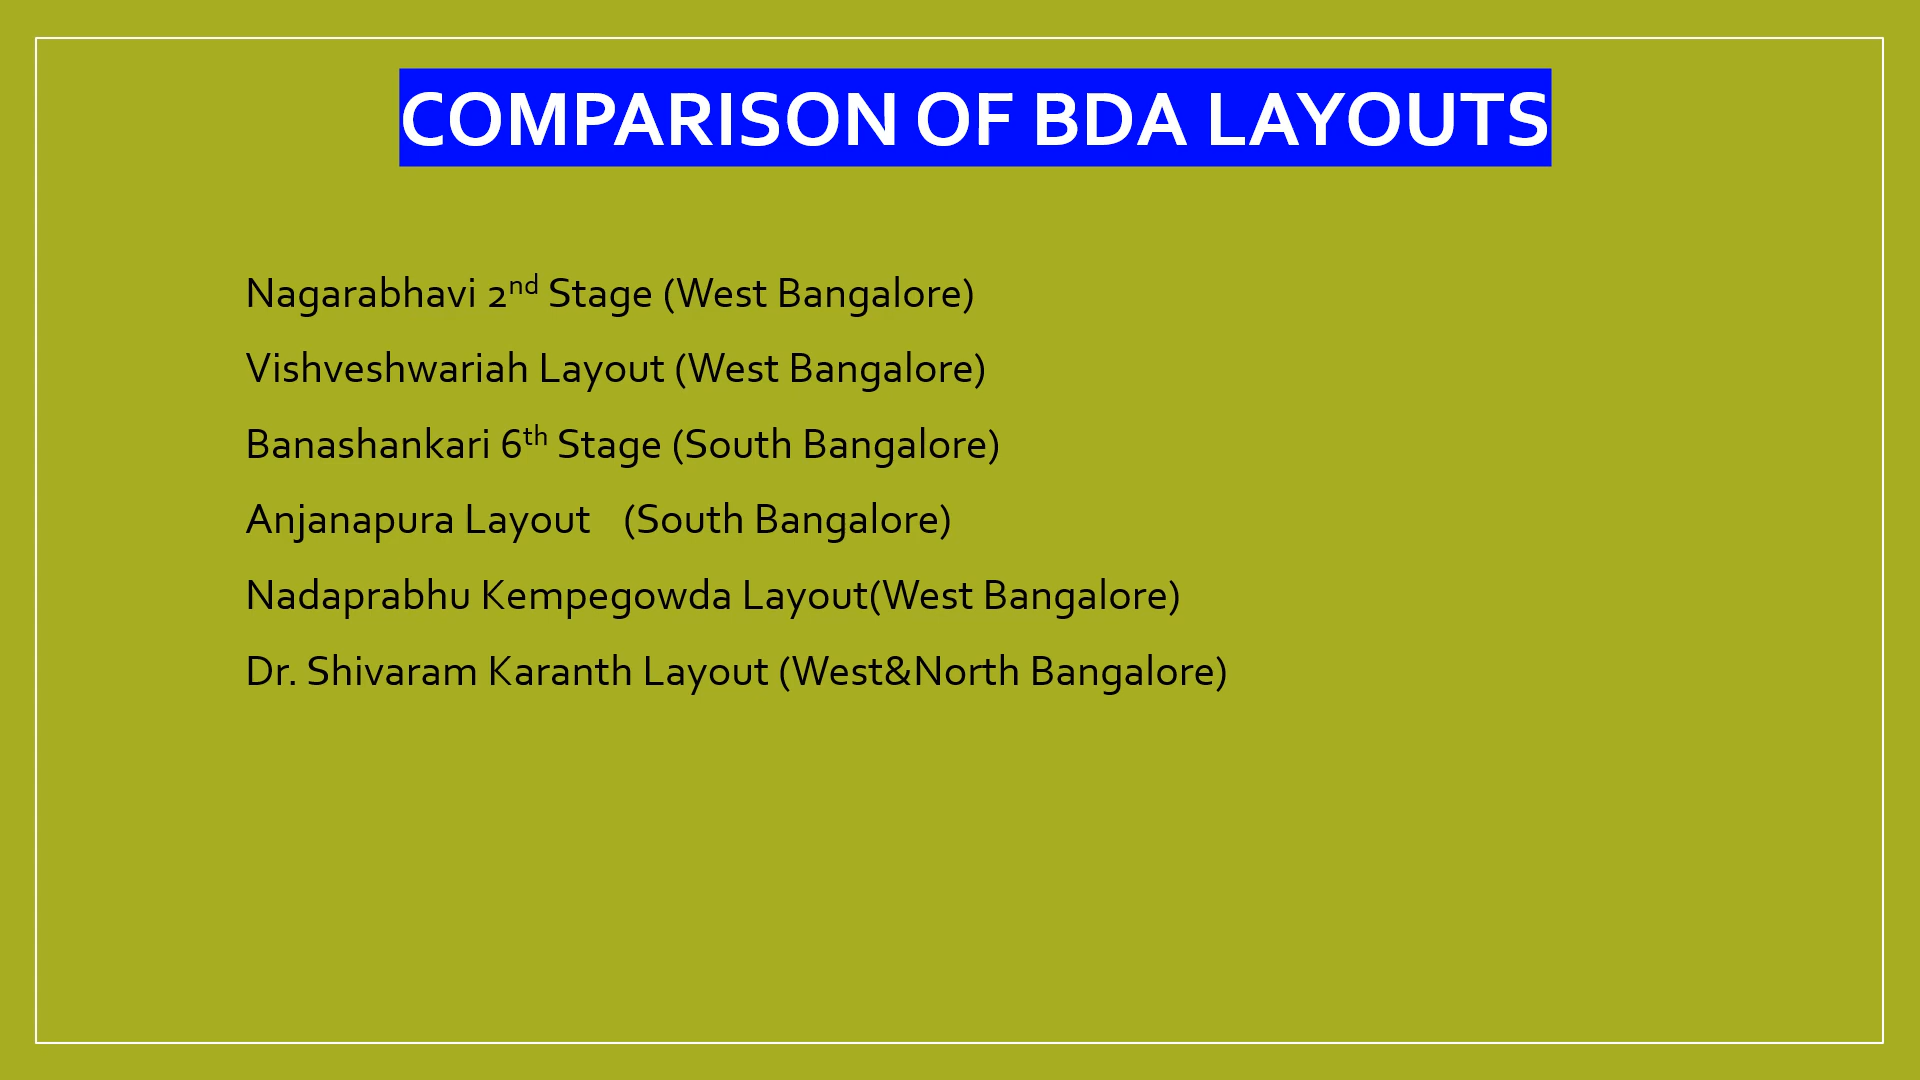 COMPARISON OF BDA LAYOUTS
Nagarabhavi 2nd Stage (West Bangalore)
Vishveshwariah Layout (West Bangalore)
Banashankari 6th Stage (South Bangalore)
Anjanapura Layout   (South Bangalore)
Nadaprabhu Kempegowda Layout(West Bangalore)
Dr. Shivaram Karanth Layout (West&North Bangalore)